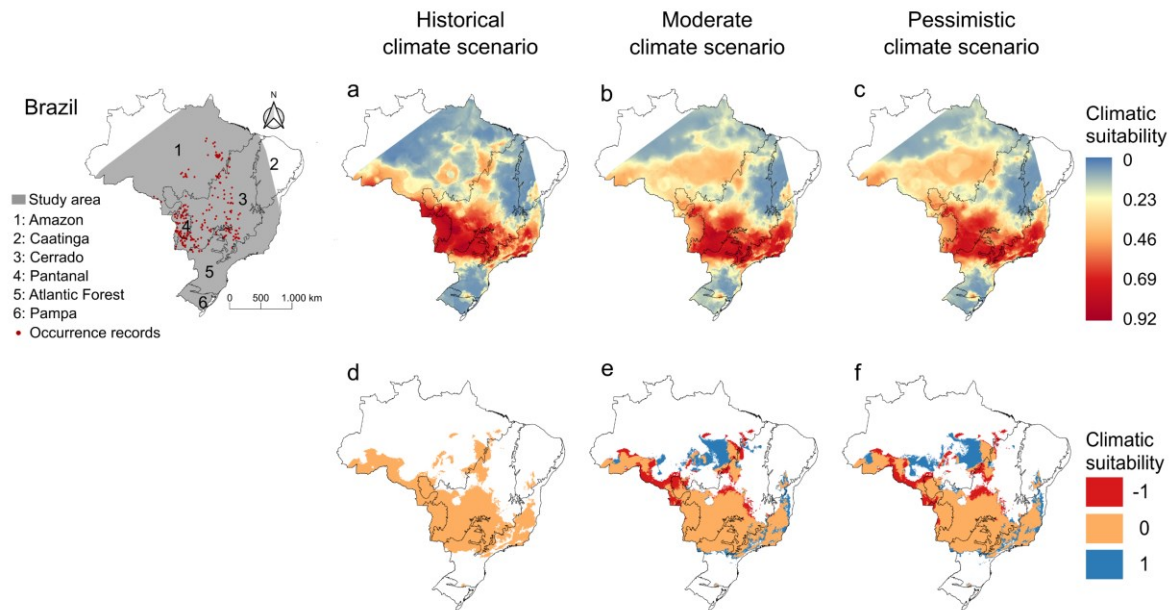 Historical
climate scenario
Moderate
climate scenario
Pessimistic
climate scenario
Brazil
N
1
2
3
4
5
6
Study area
1: Amazon
2: Caatinga
3: Cerrado
4: Pantanal
5: Atlantic Forest
6: Pampa
Occurrence records
0 500 1.000 km
a
b
c
Climatic
suitability
0
0.23
0.46
0.69
0.92
d
e
f
Climatic
suitability
-1
0
1